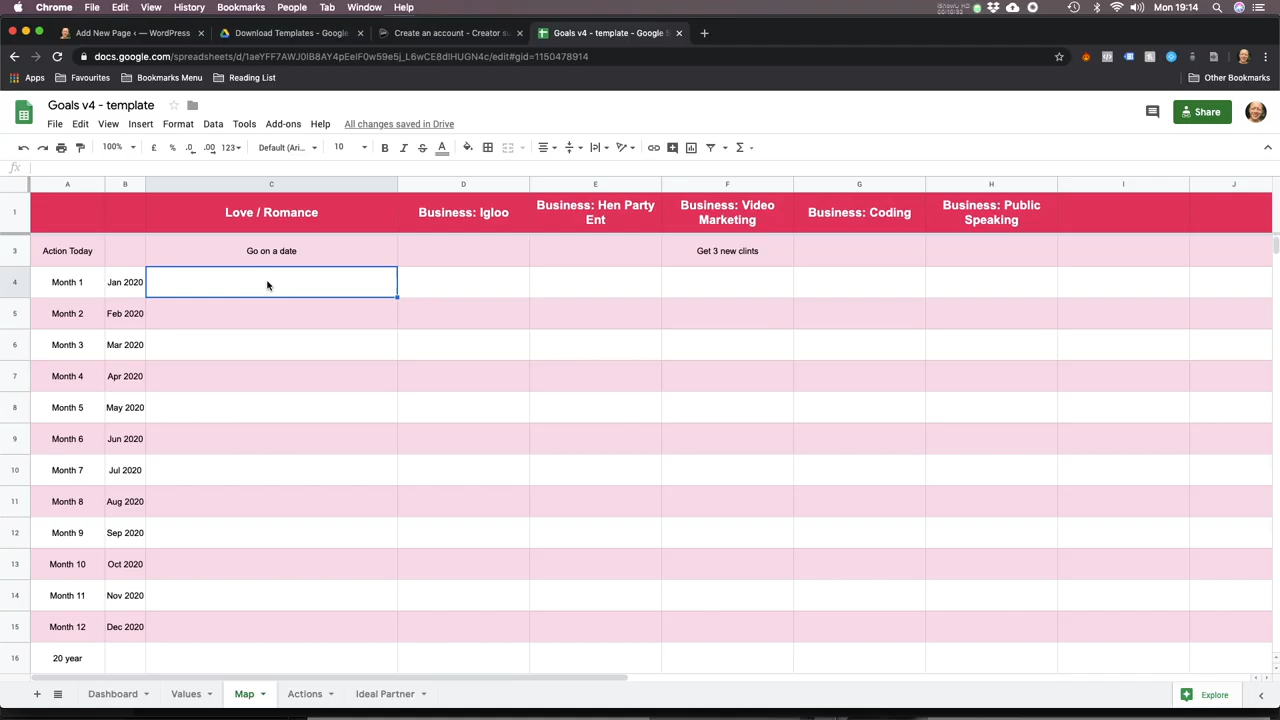 Chrome File Edit View History Bookmarks People Tab Window Help Mon 19:14
Add New Page ‹ — WordPress
Download Templates - Google
Create an account - Creator su
Goals v4 - template - Google S
Apps Favourites Bookmarks Menu Reading List Other Bookmarks
Goals v4 - template
File Edit View Insert Format Data Tools Add-ons Help All changes saved in Drive
Share
100% £ % .0 .00 123 Default (Ari... 10 B I S A
fx
A B C D E F G H I J
1 Love / Romance Business: Igloo Business: Hen Party Ent Business: Video Marketing Business: Coding Business: Public Speaking
3 Action Today Go on a date Get 3 new clints
4 Month 1 Jan 2020
5 Month 2 Feb 2020
6 Month 3 Mar 2020
7 Month 4 Apr 2020
8 Month 5 May 2020
9 Month 6 Jun 2020
10 Month 7 Jul 2020
11 Month 8 Aug 2020
12 Month 9 Sep 2020
13 Month 10 Oct 2020
14 Month 11 Nov 2020
15 Month 12 Dec 2020
16 20 year
Dashboard Values Map Actions Ideal Partner Explore